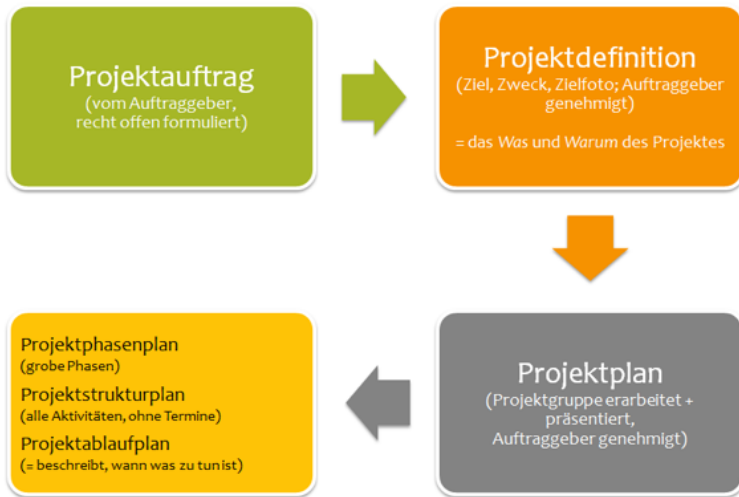 Projektauftrag
(vom Auftraggeber,
recht offen formuliert)
Projektdefinition
(Ziel, Zweck, Zielfoto; Auftraggeber
genehmigt)
= das Was und Warum des Projektes
Projektplan
(Projektgruppe erarbeitet +
präsentiert,
Auftraggeber genehmigt)
Projektphasenplan
(grobe Phasen)
Projektstrukturplan
(alle Aktivitäten, ohne Termine)
Projektablaufplan
(= beschreibt, wann was zu tun ist)